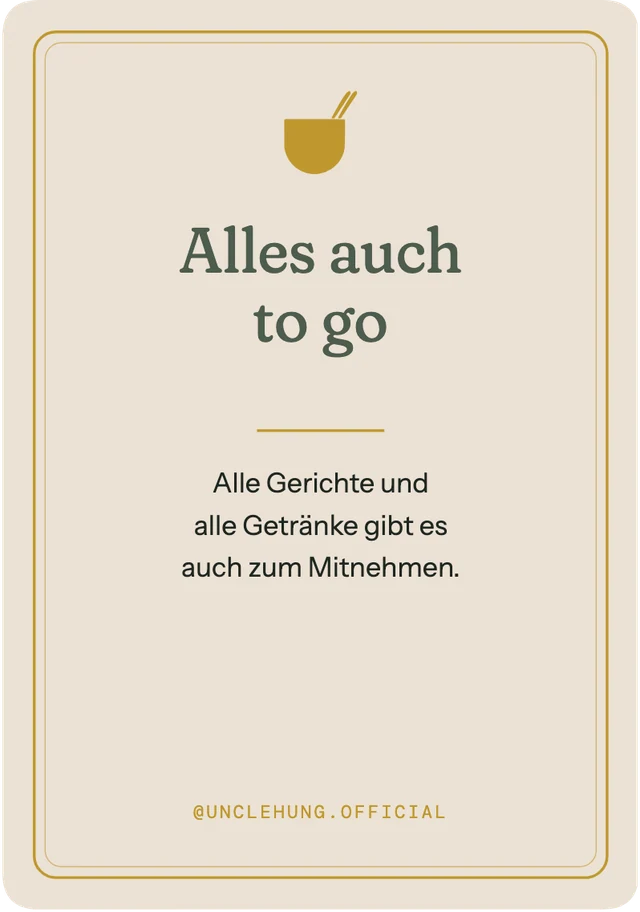 Alles auch
to go
Alle Gerichte und
alle Getränke gibt es
auch zum Mitnehmen.
@UNCLEHUNG.OFFICIAL